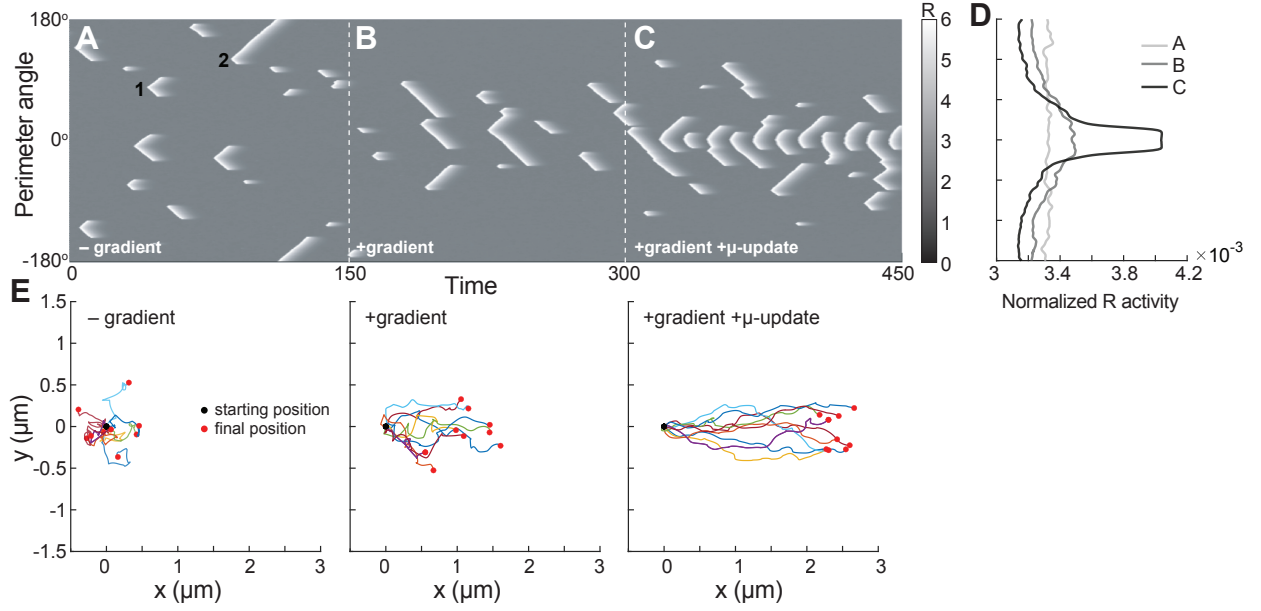 A
B
C
R
D
180º
0º
-180º
Perimeter angle
1
2
– gradient
+gradient
+gradient +μ-update
0
150
300
450
Time
6
5
4
3
2
1
0
A
B
C
3
3.4
3.8
4.2
×10⁻³
Normalized R activity
E
– gradient
+gradient
+gradient +μ-update
starting position
final position
1.5
1
0.5
0
-0.5
-1
-1.5
y (μm)
0 1 2 3
0 1 2 3
0 1 2 3
x (μm)
x (μm)
x (μm)